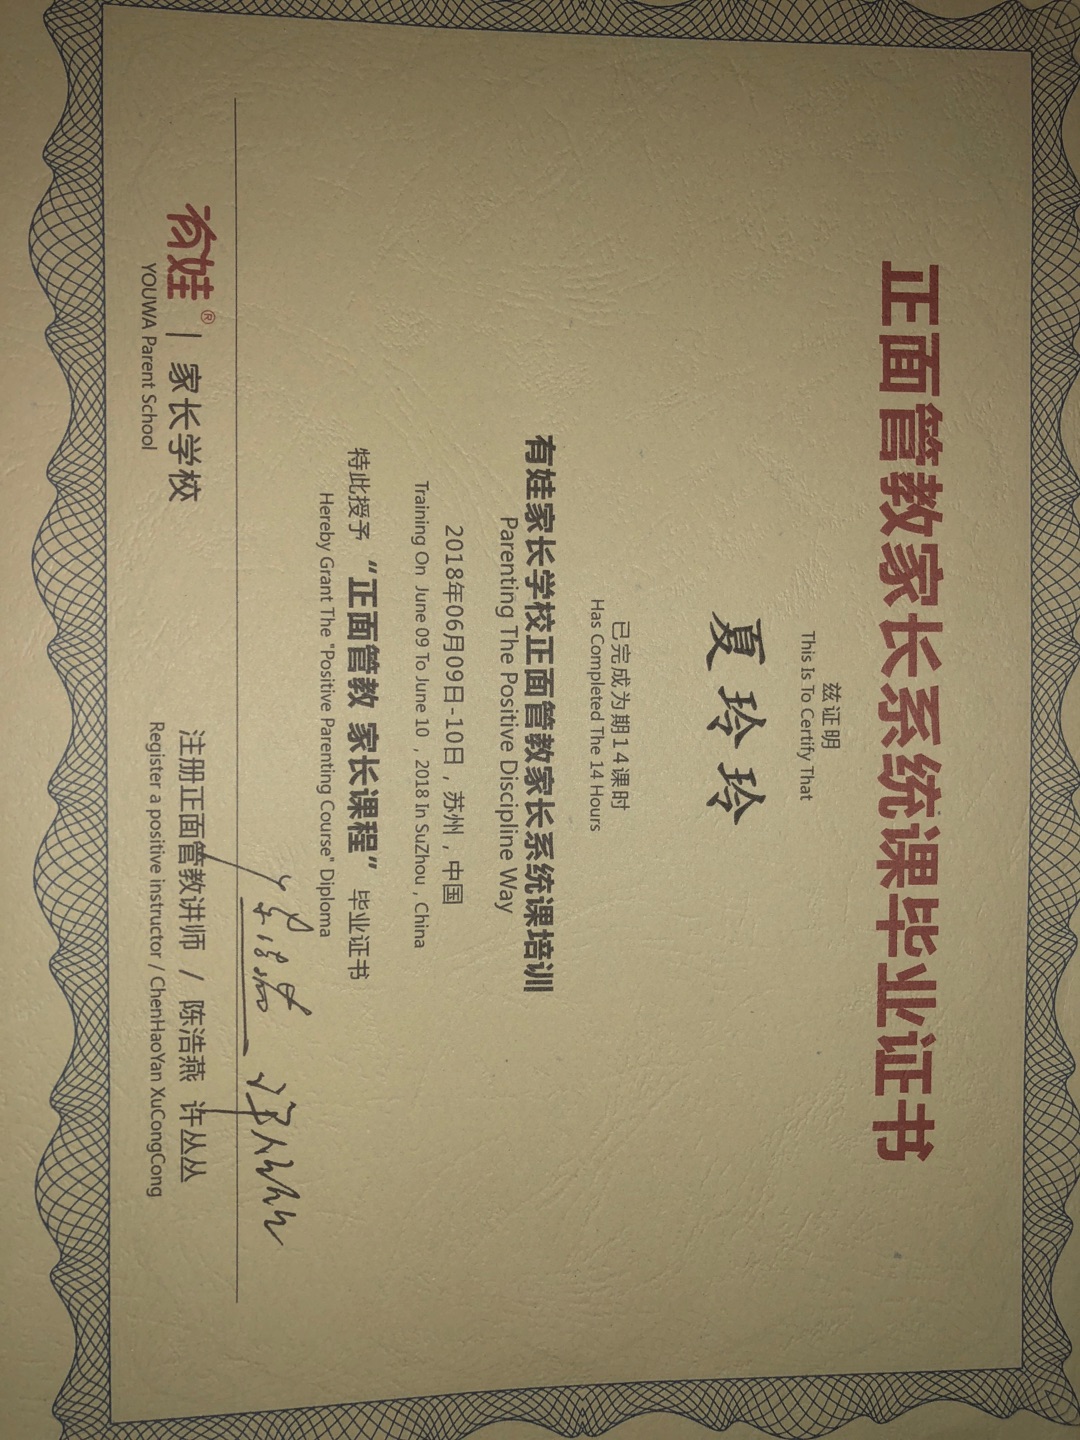 正面管教家长系统课毕业证书
兹证明
This Is To Certify That
夏玲玲
已完成为期14课时
Has Completed The 14 Hours
有娃家长学校正面管教家长系统课培训
Parenting The Positive Discipline Way
2018年06月09日-10日，苏州，中国
Training On June 09 To June 10，2018 In SuZhou，China
特此授予 “正面管教 家长课程” 毕业证书
Hereby Grant The "Positive Parenting Course" Diploma
有娃® | 家长学校
YOUWA Parent School
注册正面管教讲师 / 陈浩燕 许丛丛
Register a positive instructor / ChenHaoYan XuCongCong